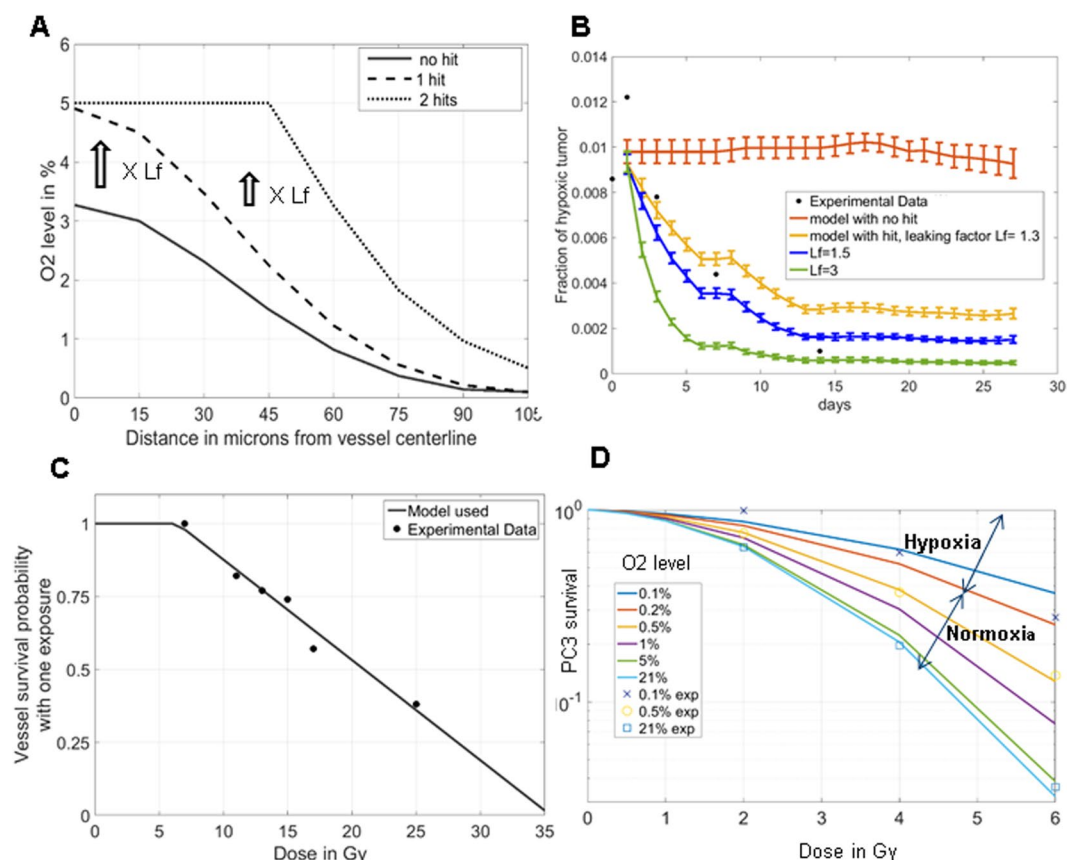 A
6
5
4
3
2
1
0
O2 level in %
no hit
1 hit
2 hits
X Lf
X Lf
0 15 30 45 60 75 90
Distance in microns from vessel centerline
B
0.014
0.012
0.01
0.008
0.006
0.004
0.002
0
Fraction of hypoxic tumor
Experimental Data
model with no hit
model with hit, leaking factor Lf= 1.3
Lf=1.5
Lf=3
0 5 10 15 20 25 30
days
C
1
0.75
0.5
0.25
0
Vessel survival probability
with one exposure
Model used
Experimental Data
0 5 10 15 20 25 30 35
Dose in Gy
D
10⁰
10⁻¹
PC3 survival
Hypoxia
Normoxia
O2 level
0.1%
0.2%
0.5%
1%
5%
21%
0.1% exp
0.5% exp
21% exp
0 1 2 3 4 5 6
Dose in Gy